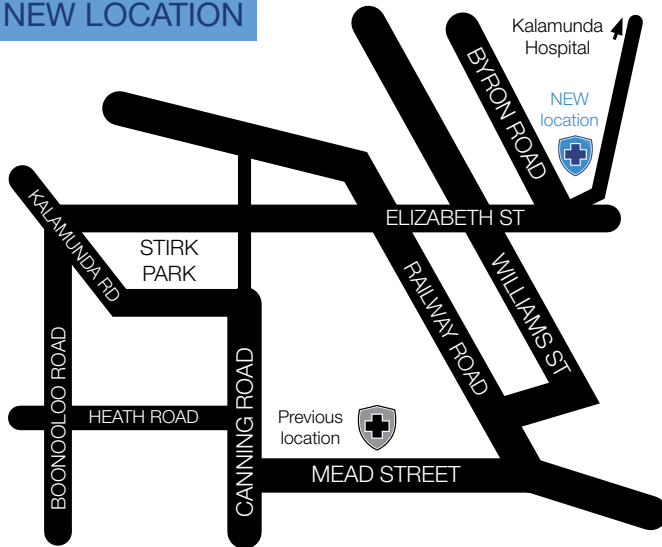 NEW LOCATION
Kalamunda
Hospital
BYRON ROAD
NEW
location
KALAMUNDA RD
ELIZABETH ST
STIRK
PARK
RAILWAY ROAD
WILLIAMS ST
BOONOOLOO ROAD
HEATH ROAD
CANNING ROAD
Previous
location
MEAD STREET